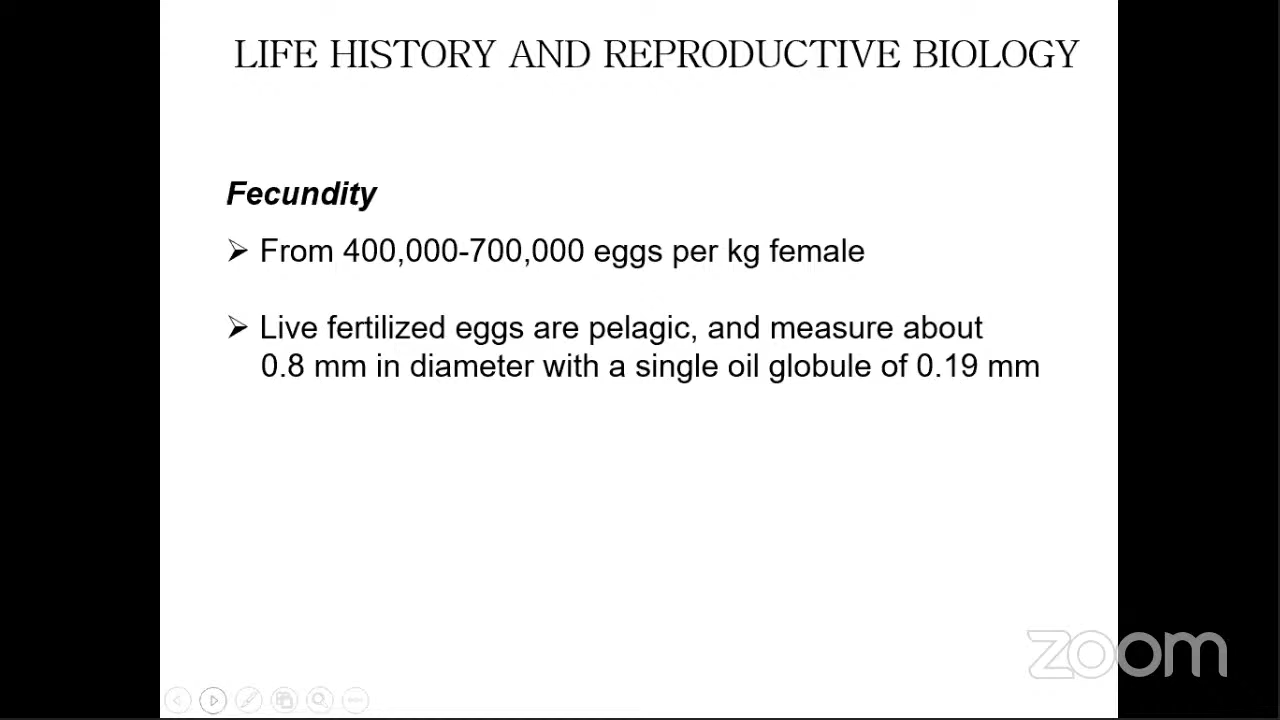 LIFE HISTORY AND REPRODUCTIVE BIOLOGY
Fecundity
➢ From 400,000-700,000 eggs per kg female
➢ Live fertilized eggs are pelagic, and measure about
0.8 mm in diameter with a single oil globule of 0.19 mm
zoom